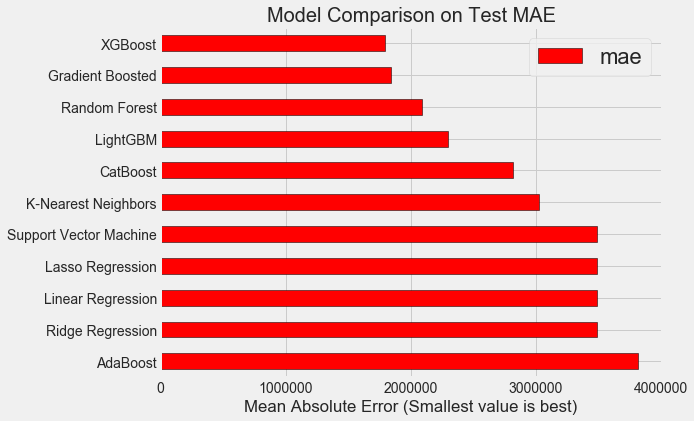 Model Comparison on Test MAE
mae
XGBoost
Gradient Boosted
Random Forest
LightGBM
CatBoost
K-Nearest Neighbors
Support Vector Machine
Lasso Regression
Linear Regression
Ridge Regression
AdaBoost
0 1000000 2000000 3000000 4000000
Mean Absolute Error (Smallest value is best)